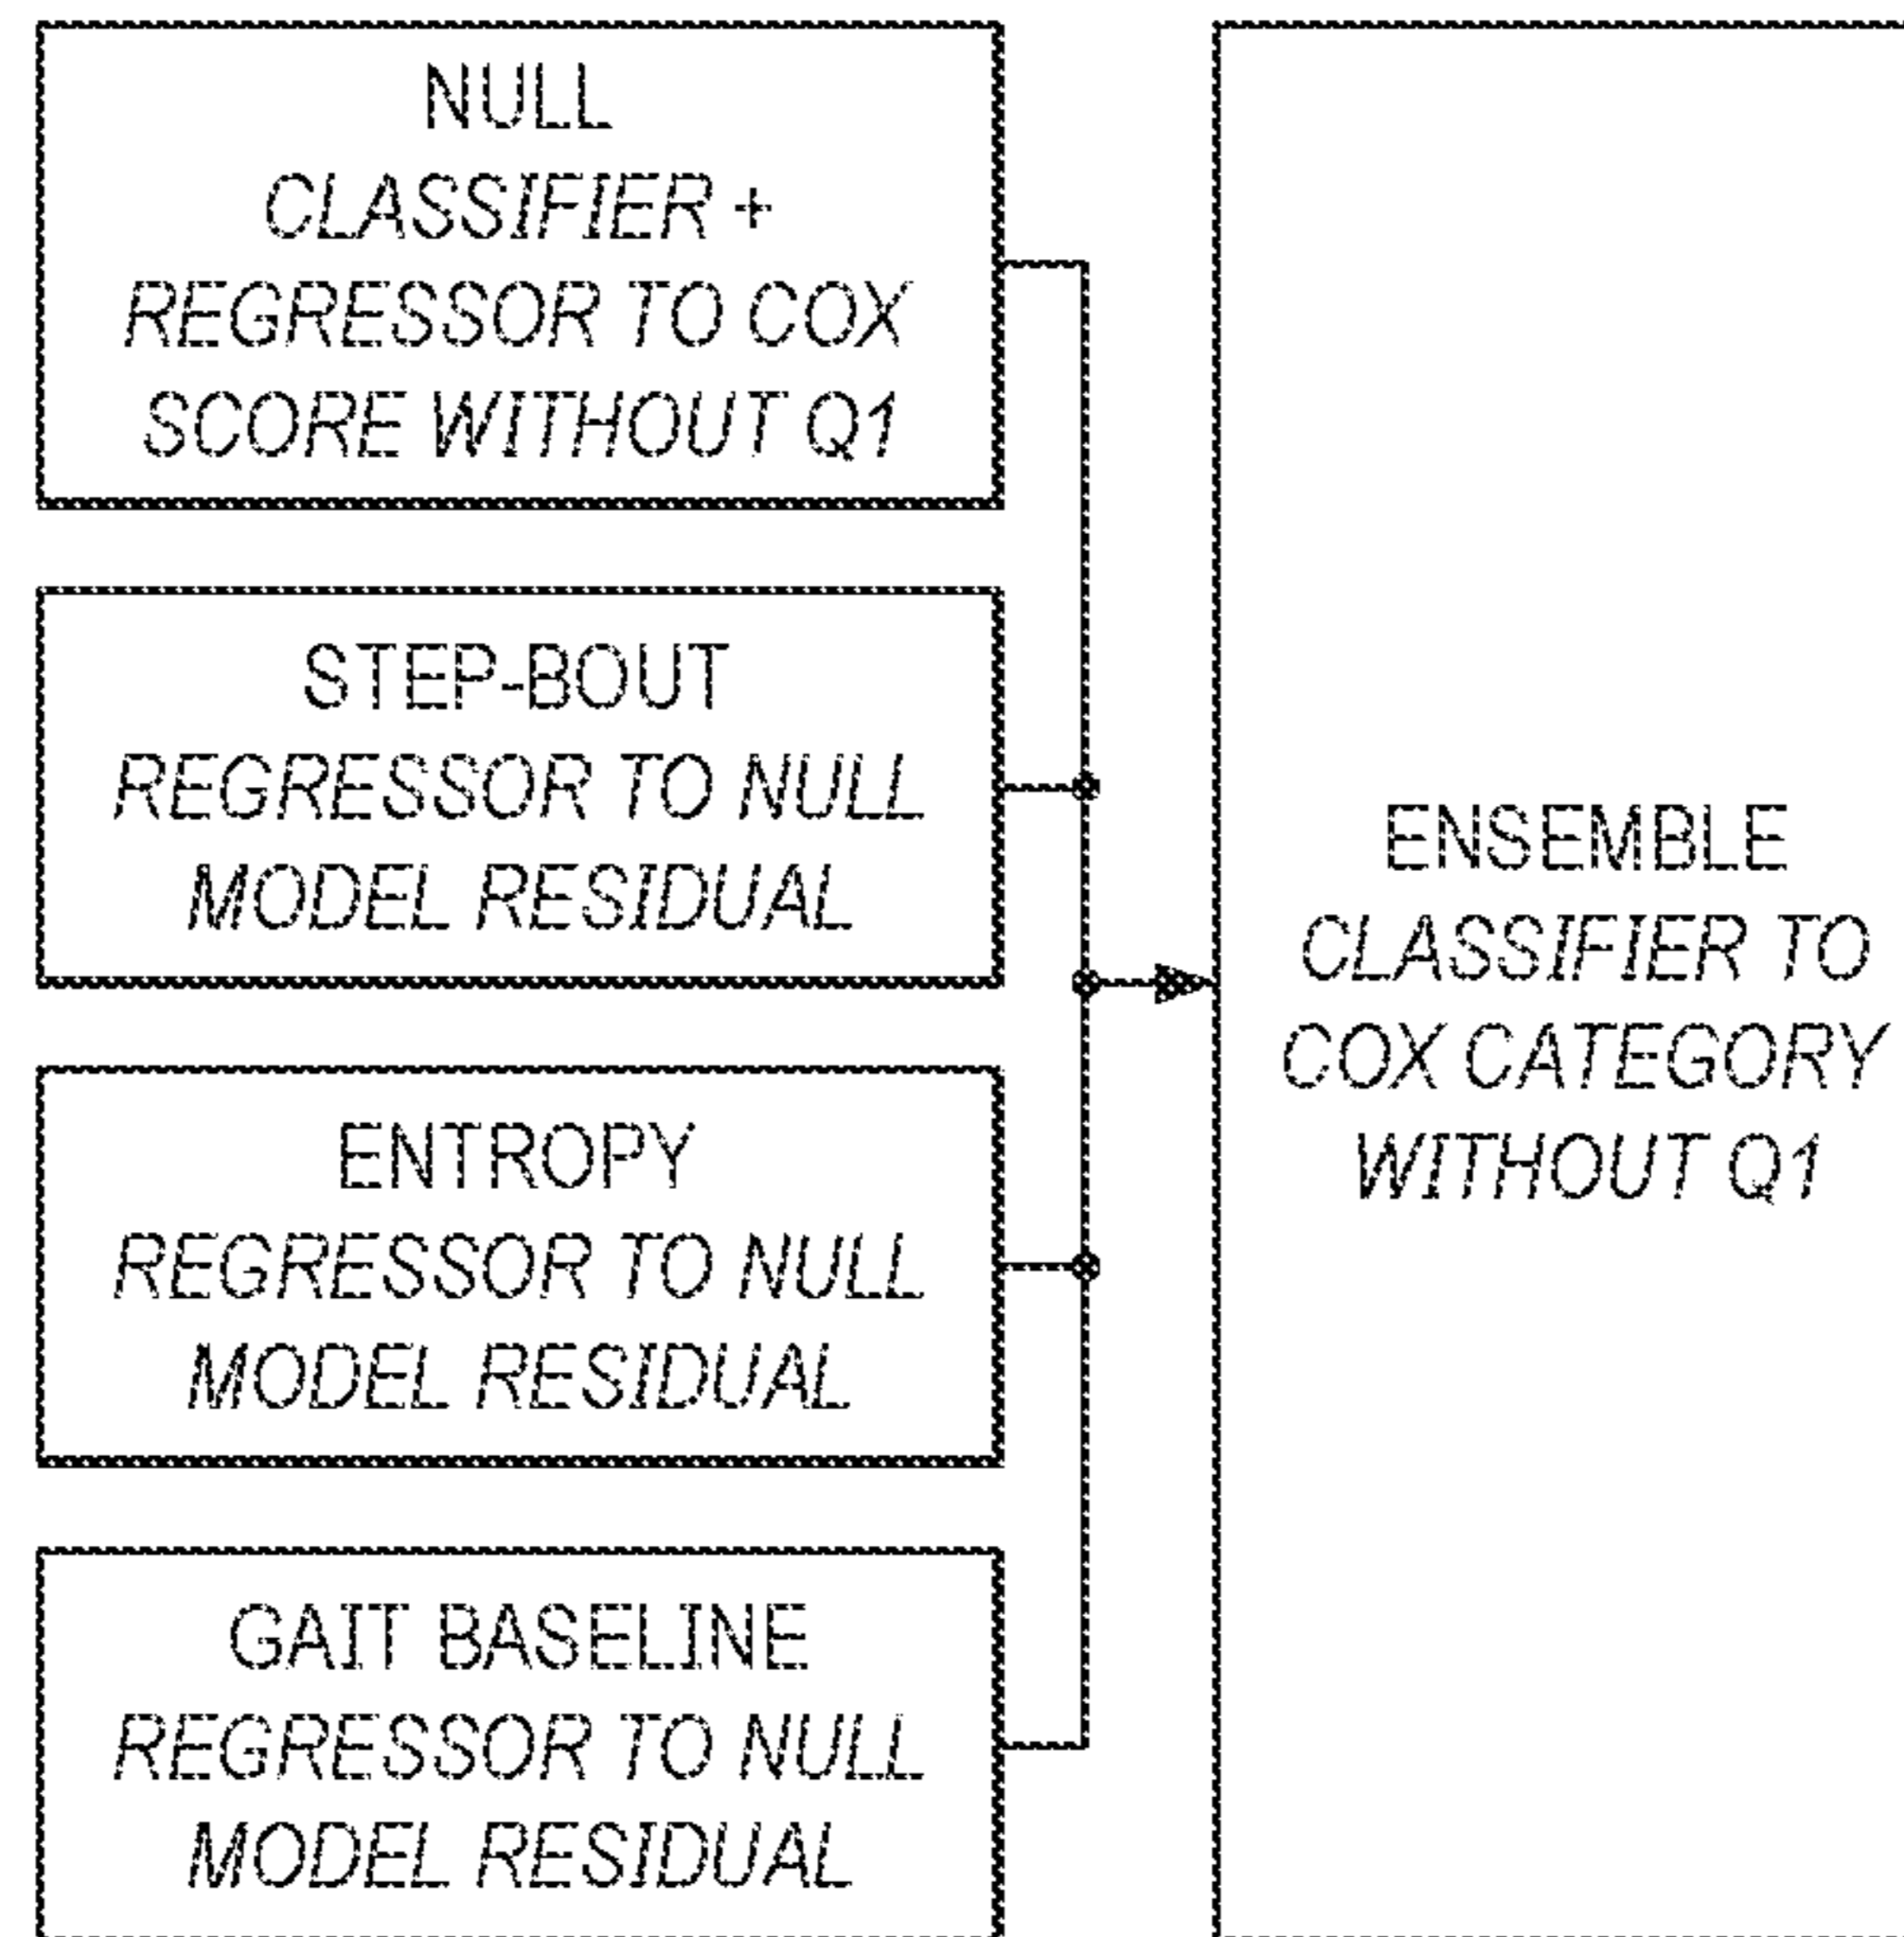 NULL
CLASSIFIER +
REGRESSOR TO COX
SCORE WITHOUT Q1
STEP-BOUT
REGRESSOR TO NULL
MODEL RESIDUAL
ENTROPY
REGRESSOR TO NULL
MODEL RESIDUAL
GAIT BASELINE
REGRESSOR TO NULL
MODEL RESIDUAL
ENSEMBLE
CLASSIFIER TO
COX CATEGORY
WITHOUT Q1